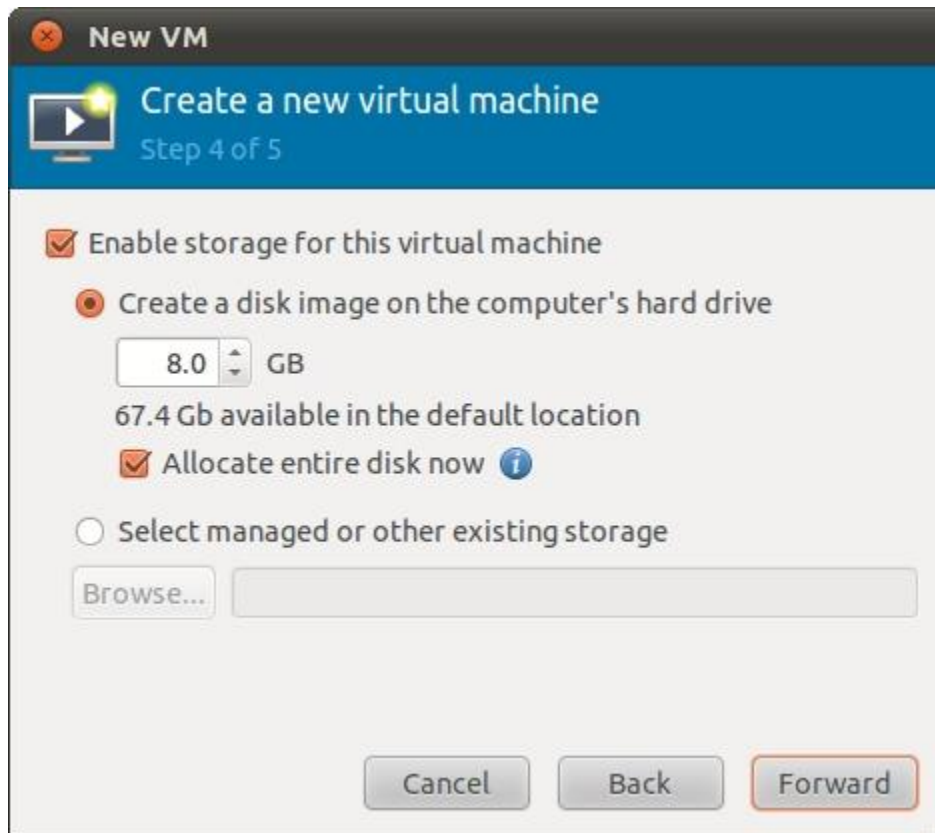 New VM
Create a new virtual machine
Step 4 of 5
Enable storage for this virtual machine
Create a disk image on the computer's hard drive
8.0 GB
67.4 Gb available in the default location
Allocate entire disk now
Select managed or other existing storage
Browse...
Cancel Back Forward